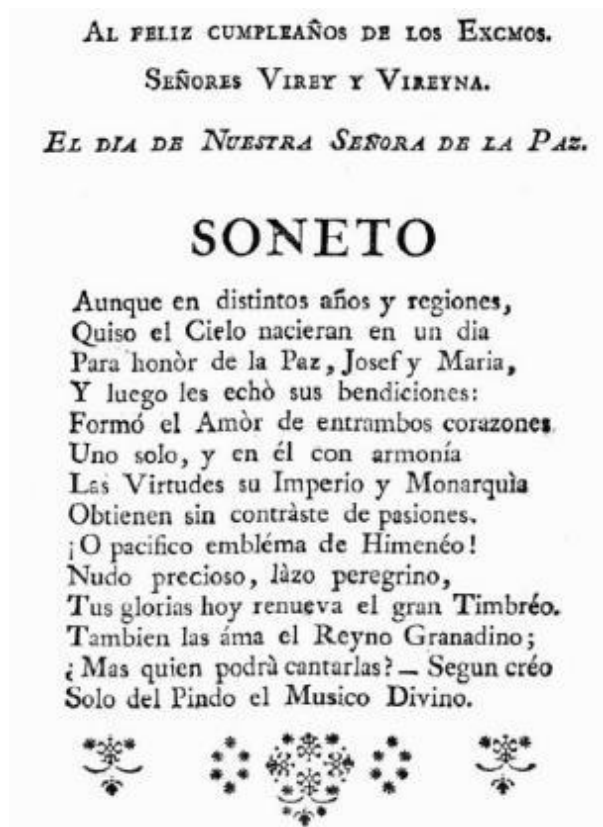 AL FELIZ CUMPLEAÑOS DE LOS EXCMOS.
SEÑORES VIREY Y VIREYNA.
EL DIA DE NUESTRA SEÑORA DE LA PAZ.
SONETO
Aunque en distintos años y regiones,
Quiso el Cielo nacieran en un dia
Para honòr de la Paz, Josef y Maria,
Y luego les echò sus bendiciones:
Formó el Amòr de entrambos corazones
Uno solo, y en él con armonía
Las Virtudes su Imperio y Monarquìa
Obtienen sin contràste de pasiones.
¡O pacifico embléma de Himenéo!
Nudo precioso, làzo peregrino,
Tus glorias hoy renueva el gran Timbréo.
Tambien las áma el Reyno Granadino;
¿Mas quien podrà cantarlas? — Segun créo
Solo del Pindo el Musico Divino.